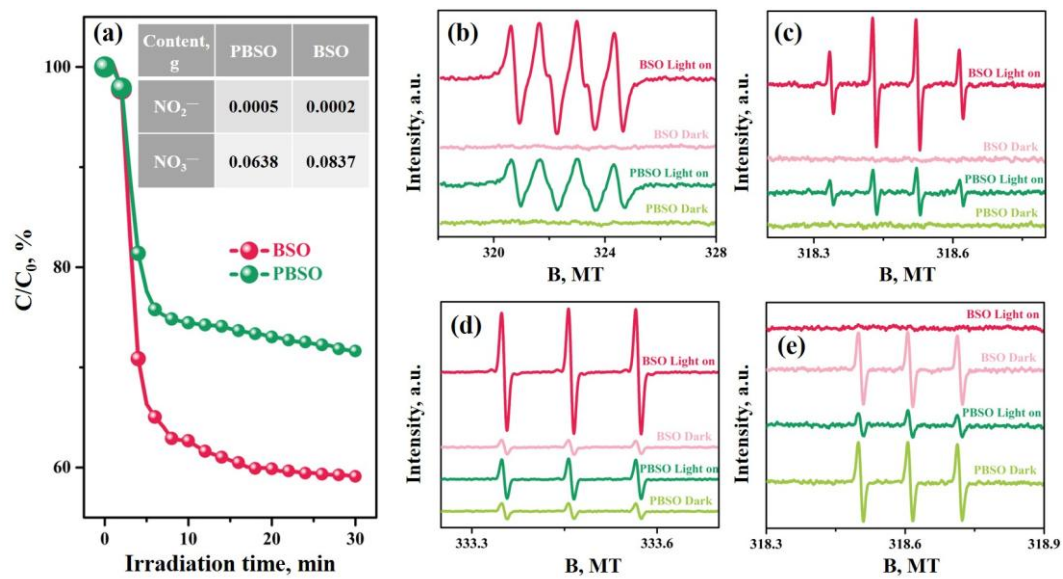 (a)
Content, g PBSO BSO
NO₂⁻ 0.0005 0.0002
NO₃⁻ 0.0638 0.0837
C/C₀, %
100
80
60
BSO
PBSO
0 10 20 30
Irradiation time, min
(b)
Intensity, a.u.
BSO Light on
BSO Dark
PBSO Light on
PBSO Dark
320 324 328
B, MT
(c)
Intensity, a.u.
BSO Light on
BSO Dark
PBSO Light on
PBSO Dark
318.3 318.6
B, MT
(d)
Intensity, a.u.
BSO Light on
BSO Dark
PBSO Light on
PBSO Dark
333.3 333.6
B, MT
(e)
Intensity, a.u.
BSO Light on
BSO Dark
PBSO Light on
PBSO Dark
318.3 318.6 318.9
B, MT